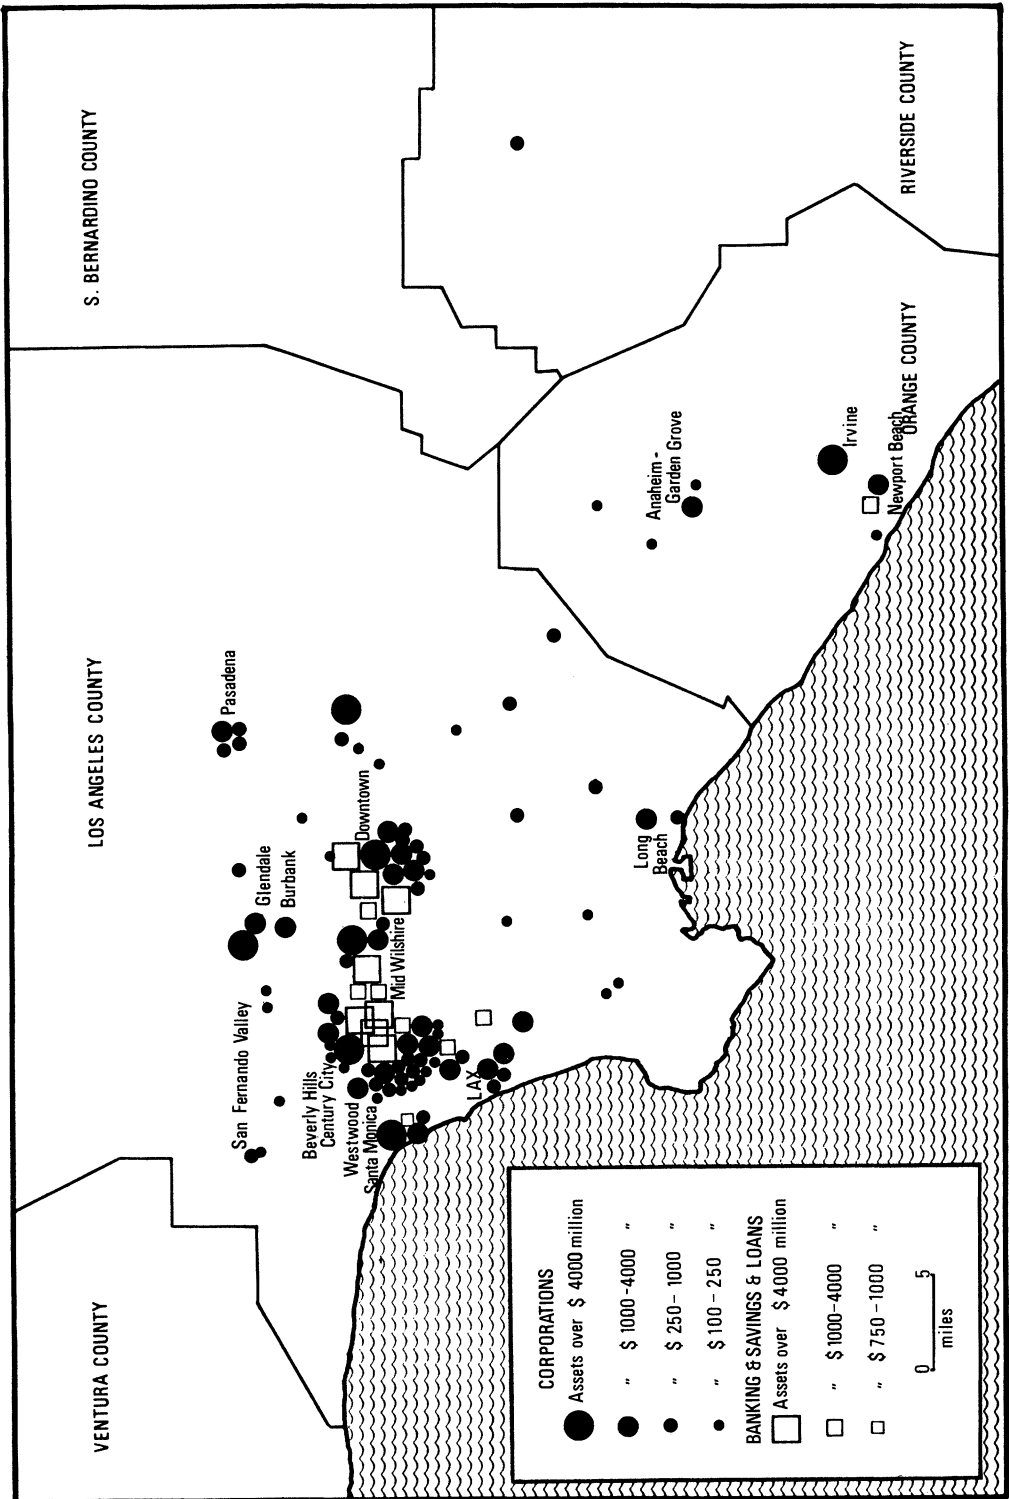 VENTURA COUNTY
LOS ANGELES COUNTY
S. BERNARDINO COUNTY
RIVERSIDE COUNTY
ORANGE COUNTY
San Fernando Valley
Glendale
Burbank
Pasadena
Beverly Hills
Century City
Westwood
Santa Monica
Mid Wilshire
Downtown
LAX
Long
Beach
Anaheim -
Garden Grove
Irvine
Newport Beach
CORPORATIONS
Assets over $ 4000 million
" $ 1000-4000 "
" $ 250-1000 "
" $ 100-250 "
BANKING & SAVINGS & LOANS
Assets over $ 4000 million
" $ 1000-4000 "
" $ 750-1000 "
0 5
miles